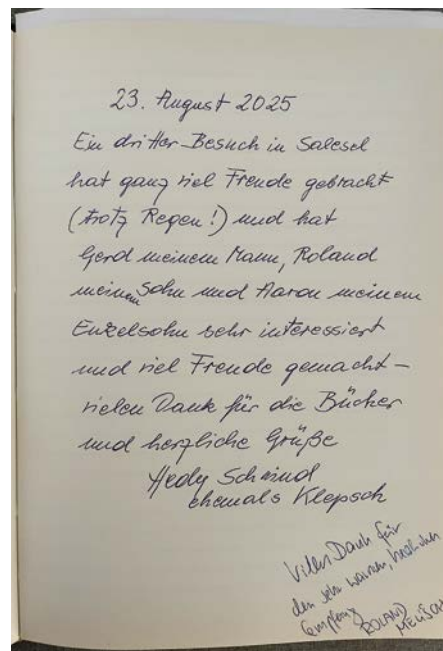 23. August 2025
Ein dritter Besuch in Salesel
hat ganz viel Freude gebracht
(trotz Regen!) und hat
Gerd meinem Mann, Roland
meinem Sohn und Aaron meinem
Enkelsohn sehr interessiert
und viel Freude gemacht –
vielen Dank für die Bücher
und herzliche Grüße
Hedy Schmid
ehemals Klepsch
Vielen Dank für
den sehr warmen, herzlichen
Empfang
ROLAND